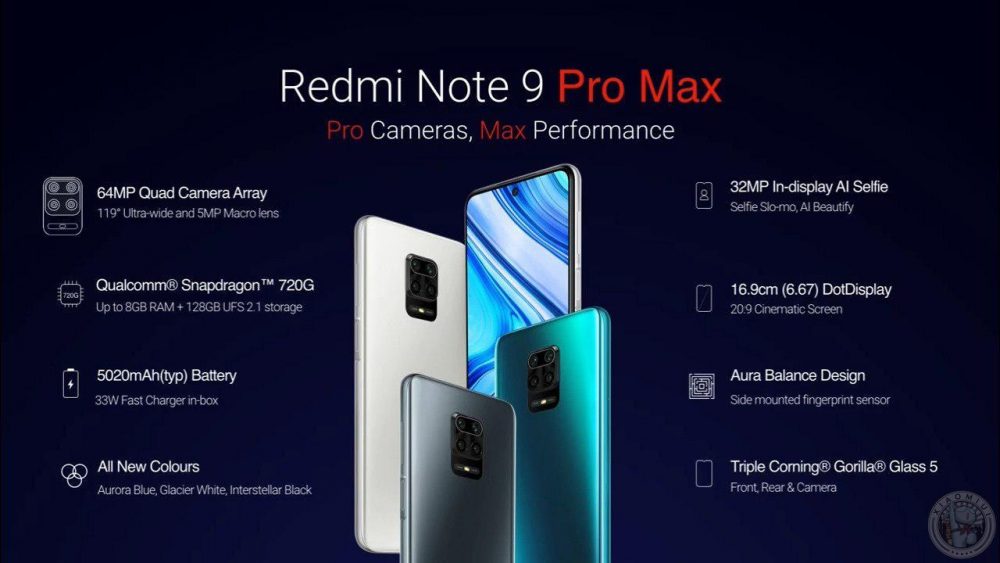 Redmi Note 9 Pro Max
Pro Cameras, Max Performance
64MP Quad Camera Array
119° Ultra-wide and 5MP Macro lens
720G
Qualcomm® Snapdragon™ 720G
Up to 8GB RAM + 128GB UFS 2.1 storage
5020mAh(typ) Battery
33W Fast Charger in-box
All New Colours
Aurora Blue, Glacier White, Interstellar Black
32MP In-display AI Selfie
Selfie Slo-mo, AI Beautify
16.9cm (6.67) DotDisplay
20:9 Cinematic Screen
Aura Balance Design
Side mounted fingerprint sensor
Triple Corning® Gorilla® Glass 5
Front, Rear & Camera
XIAOMIUI